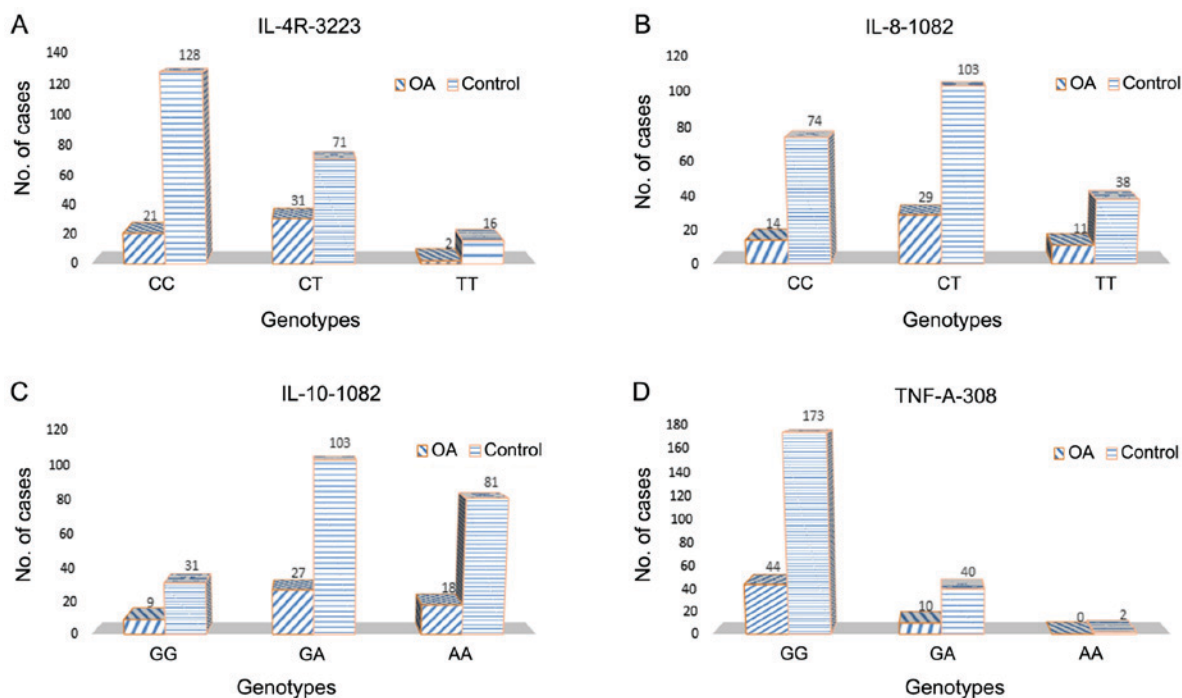 A
IL-4R-3223
140
120
100
80
60
40
20
0
No. of cases
OA Control
21
128
31
71
2
16
CC CT TT
Genotypes
B
IL-8-1082
120
100
80
60
40
20
0
No. of cases
OA Control
14
74
29
103
11
38
CC CT TT
Genotypes
C
IL-10-1082
120
100
80
60
40
20
0
No. of cases
OA Control
9
31
27
103
18
81
GG GA AA
Genotypes
D
TNF-A-308
180
160
140
120
100
80
60
40
20
0
No. of cases
OA Control
44
173
10
40
0
2
GG GA AA
Genotypes